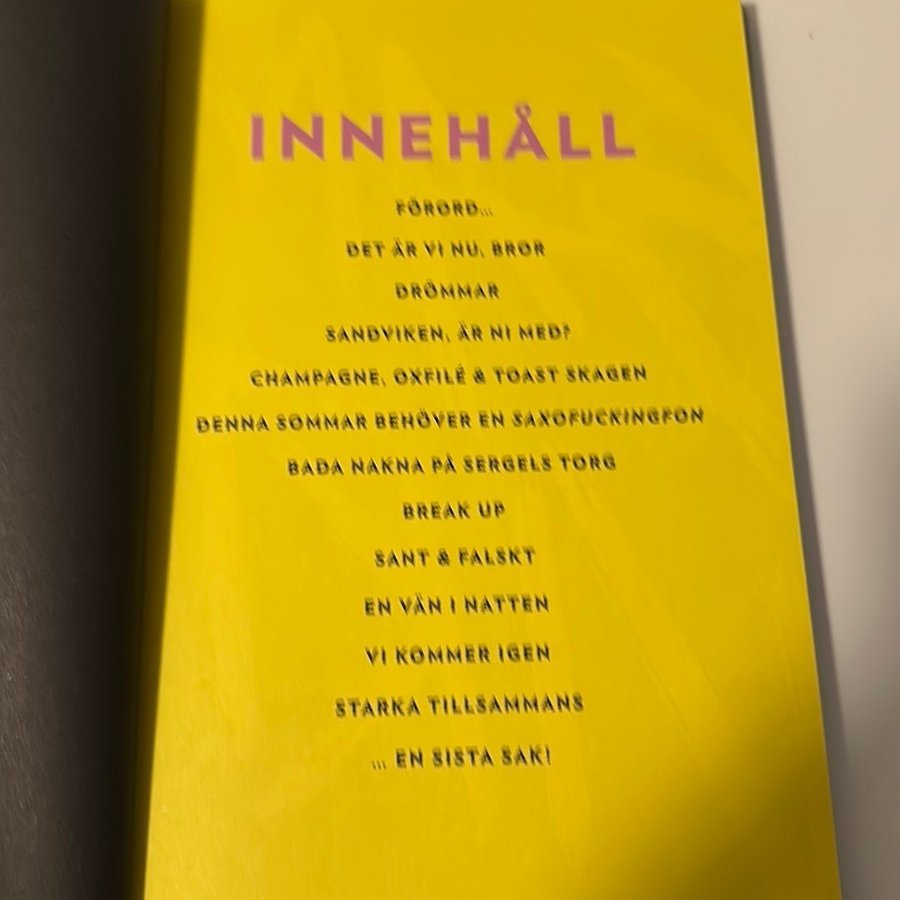 INNEHÅLL
FÖRORD...
DET ÄR VI NU, BROR
DRÖMMAR
SANDVIKEN, ÄR NI MED?
CHAMPAGNE, OXFILÉ & TOAST SKAGEN
DENNA SOMMAR BEHÖVER EN SAXOFUCKINGFON
BADA NAKNA PÅ SERGELS TORG
BREAK UP
SANT & FALSKT
EN VÄN I NATTEN
VI KOMMER IGEN
STARKA TILLSAMMANS
... EN SISTA SAK!